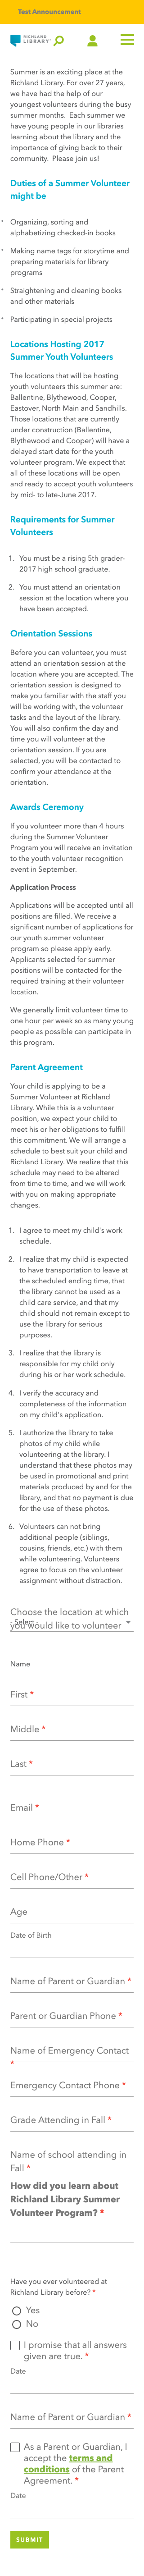 Test Announcement
RICHLAND
LIBRARY
Summer is an exciting place at the
Richland Library. For over 27 years,
we have had the help of our
youngest volunteers during the busy
summer months.  Each summer we
have young people in our libraries
learning about the library and the
importance of giving back to their
community.  Please join us!
Duties of a Summer Volunteer
might be
Organizing, sorting and
alphabetizing checked-in books
Making name tags for storytime and
preparing materials for library
programs
Straightening and cleaning books
and other materials
Participating in special projects
Locations Hosting 2017
Summer Youth Volunteers
The locations that will be hosting
youth volunteers this summer are:
Ballentine, Blythewood, Cooper,
Eastover, North Main and Sandhills.
Those locations that are currently
under construction (Ballentine,
Blythewood and Cooper) will have a
delayed start date for the youth
volunteer program. We expect that
all of these locations will be open
and ready to accept youth volunteers
by mid- to late-June 2017.
Requirements for Summer
Volunteers
1. You must be a rising 5th grader-
2017 high school graduate.
2. You must attend an orientation
session at the location where you
have been accepted.
Orientation Sessions
Before you can volunteer, you must
attend an orientation session at the
location where you are accepted. The
orientation session is designed to
make you familiar with the staff you
will be working with, the volunteer
tasks and the layout of the library.
You will also confirm the day and
time you will volunteer at the
orientation session. If you are
selected, you will be contacted to
confirm your attendance at the
orientation.
Awards Ceremony
If you volunteer more than 4 hours
during the Summer Volunteer
Program you will receive an invitation
to the youth volunteer recognition
event in September.
Application Process
Applications will be accepted until all
positions are filled. We receive a
significant number of applications for
our youth summer volunteer
program so please apply early.
Applicants selected for summer
positions will be contacted for the
required training at their volunteer
location.
We generally limit volunteer time to
one hour per week so as many young
people as possible can participate in
this program.
Parent Agreement
Your child is applying to be a
Summer Volunteer at Richland
Library. While this is a volunteer
position, we expect your child to
meet his or her obligations to fulfill
this commitment. We will arrange a
schedule to best suit your child and
Richland Library. We realize that this
schedule may need to be altered
from time to time, and we will work
with you on making appropriate
changes.
1. I agree to meet my child's work
schedule.
2. I realize that my child is expected
to have transportation to leave at
the scheduled ending time, that
the library cannot be used as a
child care service, and that my
child should not remain except to
use the library for serious
purposes.
3. I realize that the library is
responsible for my child only
during his or her work schedule.
4. I verify the accuracy and
completeness of the information
on my child's application.
5. I authorize the library to take
photos of my child while
volunteering at the library. I
understand that these photos may
be used in promotional and print
materials produced by and for the
library, and that no payment is due
for the use of these photos.
6. Volunteers can not bring
additional people (siblings,
cousins, friends, etc.) with them
while volunteering. Volunteers
agree to focus on the volunteer
assignment without distraction.
Choose the location at which
- Select -
you would like to volunteer
Name
First *
Middle *
Last *
Email *
Home Phone *
Cell Phone/Other *
Age
Date of Birth
Name of Parent or Guardian *
Parent or Guardian Phone *
Name of Emergency Contact
*
Emergency Contact Phone *
Grade Attending in Fall *
Name of school attending in
Fall *
How did you learn about
Richland Library Summer
Volunteer Program? *
Have you ever volunteered at
Richland Library before? *
Yes
No
I promise that all answers
given are true. *
Date
Name of Parent or Guardian *
As a Parent or Guardian, I
accept the terms and
conditions of the Parent
Agreement. *
Date
SUBMIT